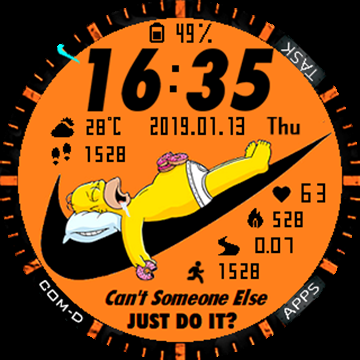 49%
TASK
16:35
28°C 2019.01.13 Thu
1528
63
528
0.07
1528
COM-D
APPS
Can't Someone Else
JUST DO IT?